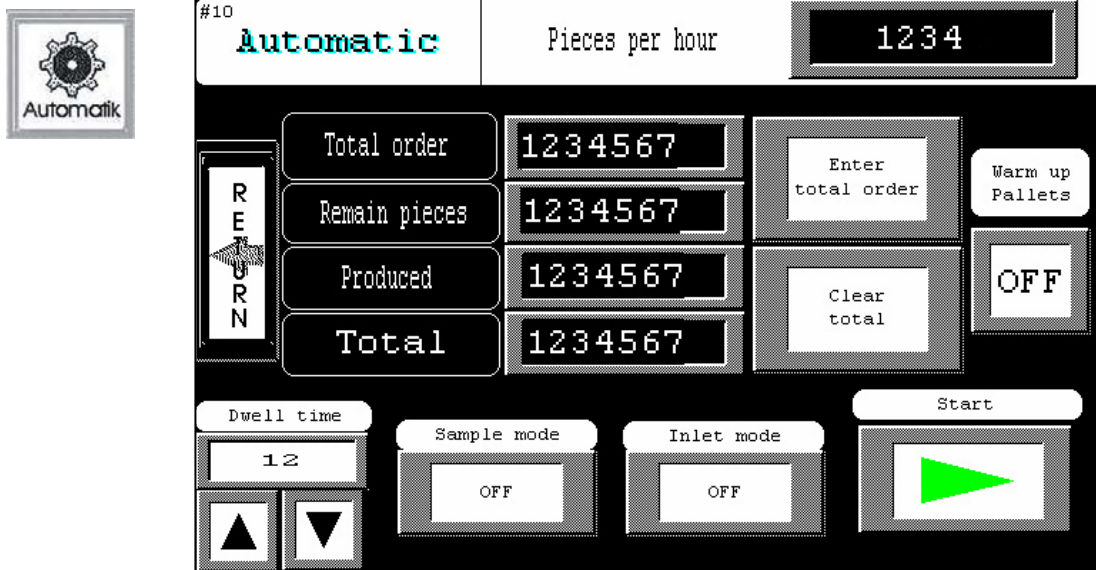 Automatik
#10
Automatic
Pieces per hour
1234
Total order
1234567
Enter
total order
Warm up
Pallets
Remain pieces
1234567
RETURN
Produced
1234567
Clear
total
OFF
Total
1234567
Dwell time
12
Sample mode
OFF
Inlet mode
OFF
Start